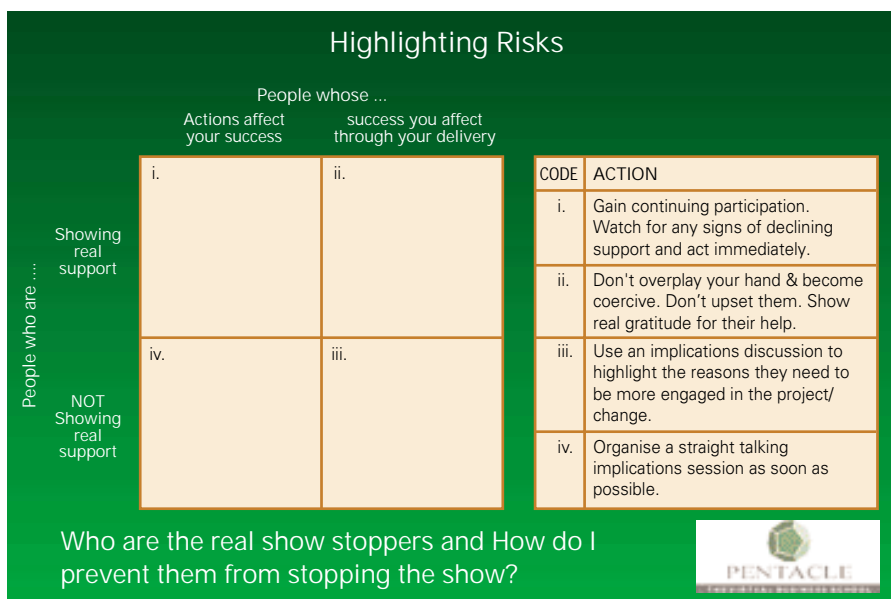 Highlighting Risks
People whose ...
Actions affect
your success
success you affect
through your delivery
People who are ....
Showing
real
support
NOT
Showing
real
support
i.
ii.
iv.
iii.
CODE ACTION
i. Gain continuing participation.
Watch for any signs of declining
support and act immediately.
ii. Don't overplay your hand & become
coercive. Don't upset them. Show
real gratitude for their help.
iii. Use an implications discussion to
highlight the reasons they need to
be more engaged in the project/
change.
iv. Organise a straight talking
implications session as soon as
possible.
Who are the real show stoppers and How do I
prevent them from stopping the show?
PENTACLE
THE VIRTUAL BUSINESS SCHOOL